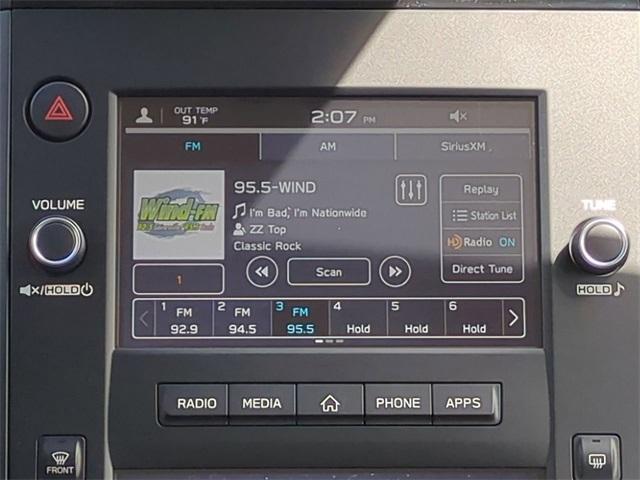 OUT TEMP
91°F
2:07 PM
FM AM SiriusXM
95.5-WIND
I'm Bad, I'm Nationwide
ZZ Top
Classic Rock
Wind-FM
Replay
Station List
HD Radio ON
Direct Tune
1
Scan
1 FM 92.9
2 FM 94.5
3 FM 95.5
4 Hold
5 Hold
6 Hold
VOLUME
/HOLD
TUNE
HOLD
RADIO MEDIA PHONE APPS
FRONT